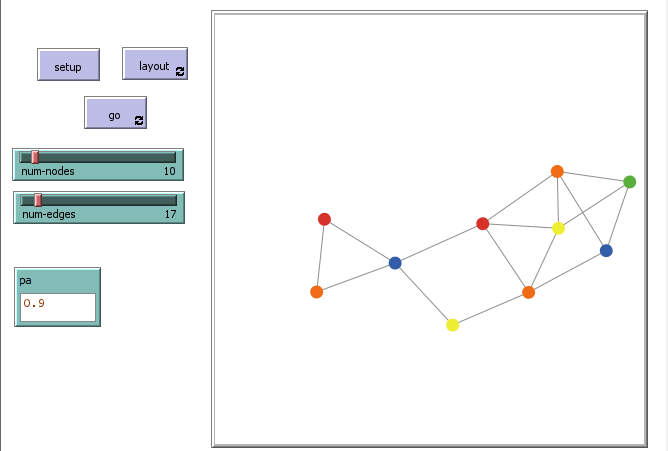 setup
layout
go
num-nodes 10
num-edges 17
pa
0.9